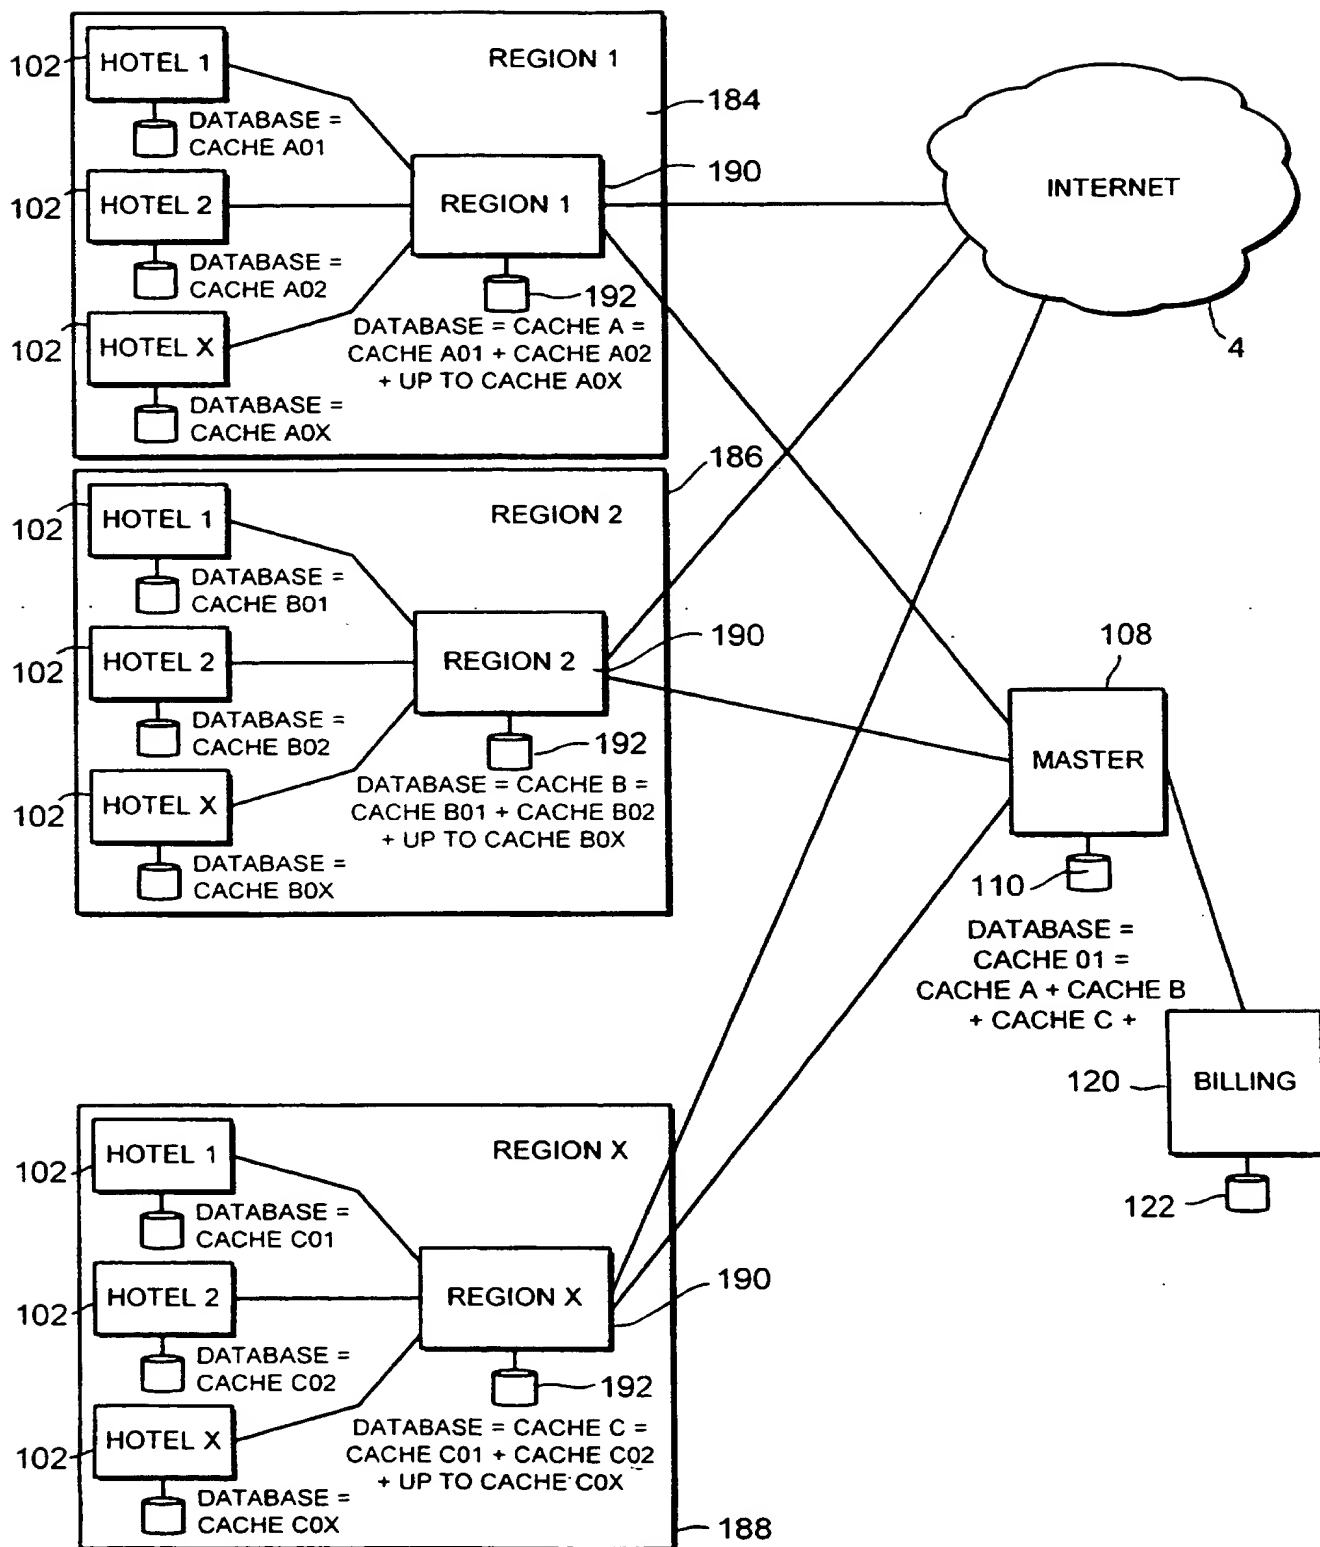 REGION 1
184
102
HOTEL 1
DATABASE =
CACHE A01
102
HOTEL 2
DATABASE =
CACHE A02
102
HOTEL X
DATABASE =
CACHE A0X
REGION 1
190
192
DATABASE = CACHE A =
CACHE A01 + CACHE A02
+ UP TO CACHE A0X
INTERNET
4
186
REGION 2
102
HOTEL 1
DATABASE =
CACHE B01
102
HOTEL 2
DATABASE =
CACHE B02
102
HOTEL X
DATABASE =
CACHE B0X
REGION 2
190
192
DATABASE = CACHE B =
CACHE B01 + CACHE B02
+ UP TO CACHE B0X
108
MASTER
110
DATABASE =
CACHE 01 =
CACHE A + CACHE B
+ CACHE C +
120
BILLING
122
REGION X
102
HOTEL 1
DATABASE =
CACHE C01
102
HOTEL 2
DATABASE =
CACHE C02
102
HOTEL X
DATABASE =
CACHE C0X
REGION X
190
192
DATABASE = CACHE C =
CACHE C01 + CACHE C02
+ UP TO CACHE C0X
188